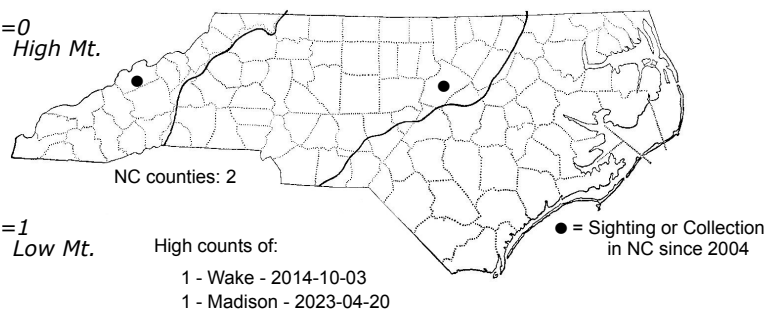 =0
High Mt.
NC counties: 2
=1
Low Mt.
High counts of:
1 - Wake - 2014-10-03
1 - Madison - 2023-04-20
● = Sighting or Collection
in NC since 2004